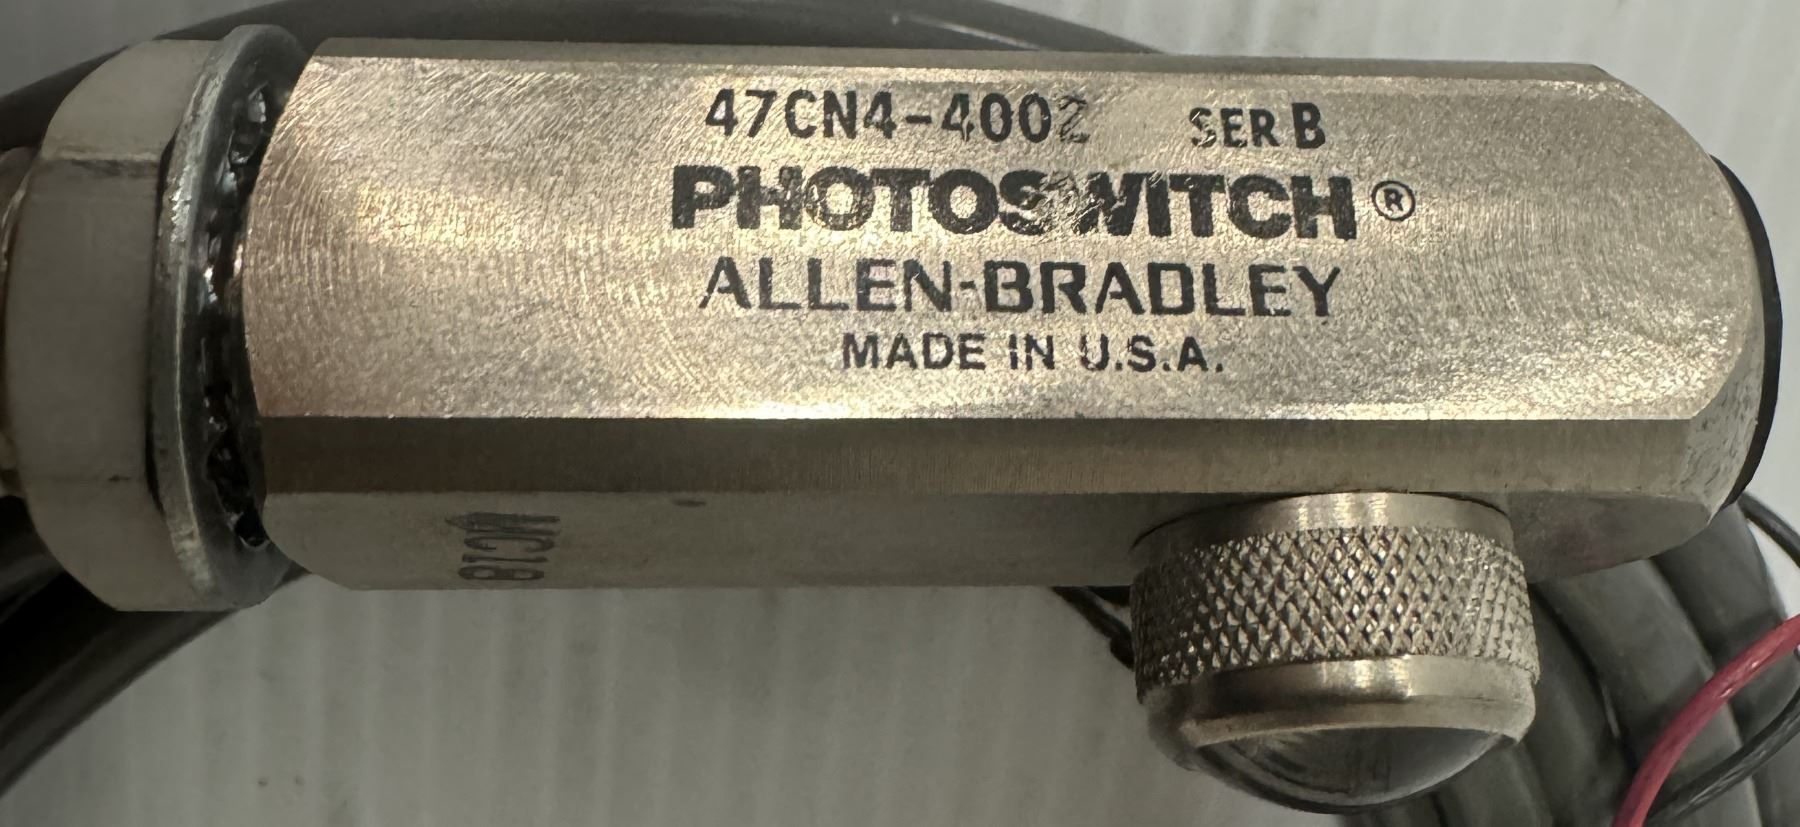 47CN4-4002 SER B
PHOTOSWITCH®
ALLEN-BRADLEY
MADE IN U.S.A.